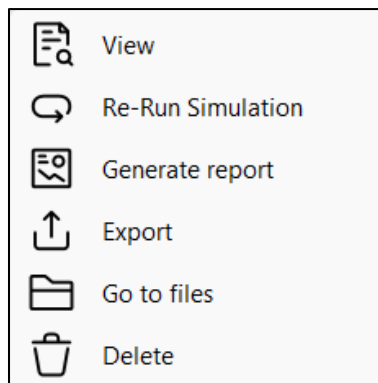 View
Re-Run Simulation
Generate report
Export
Go to files
Delete